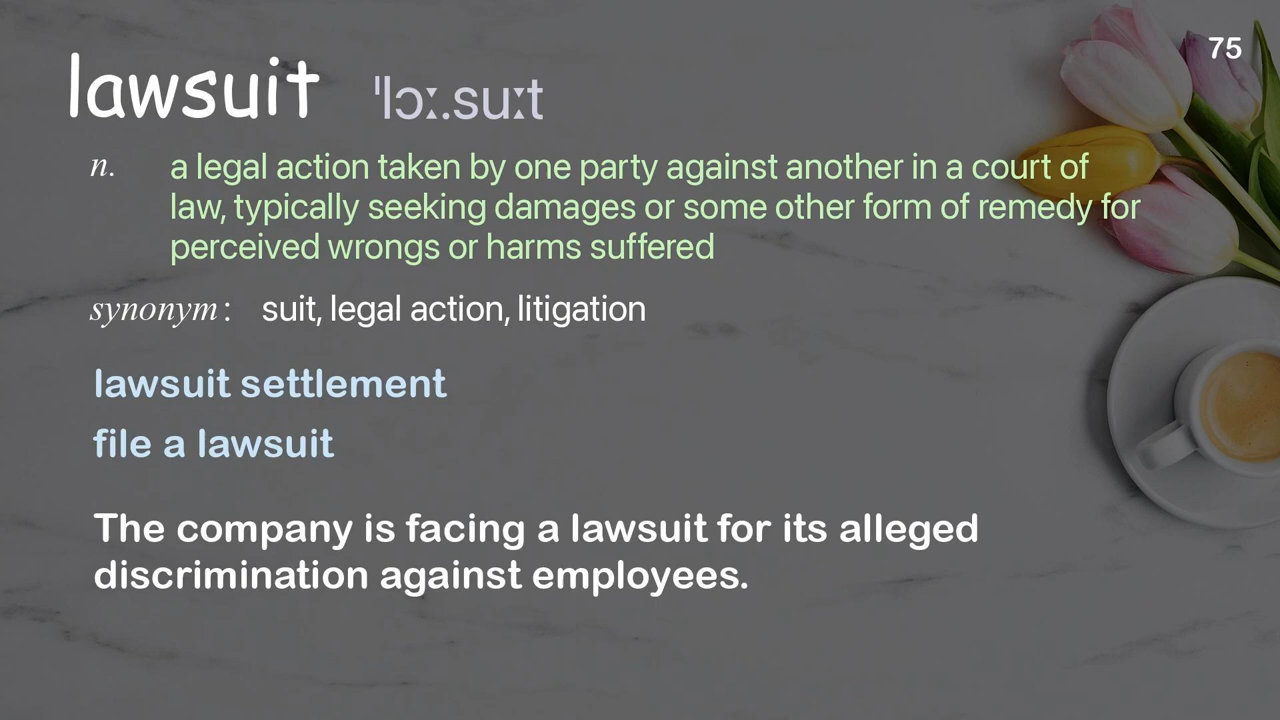 75
lawsuit ˈlɔː.suːt
n. a legal action taken by one party against another in a court of
law, typically seeking damages or some other form of remedy for
perceived wrongs or harms suffered
synonym: suit, legal action, litigation
lawsuit settlement
file a lawsuit
The company is facing a lawsuit for its alleged
discrimination against employees.